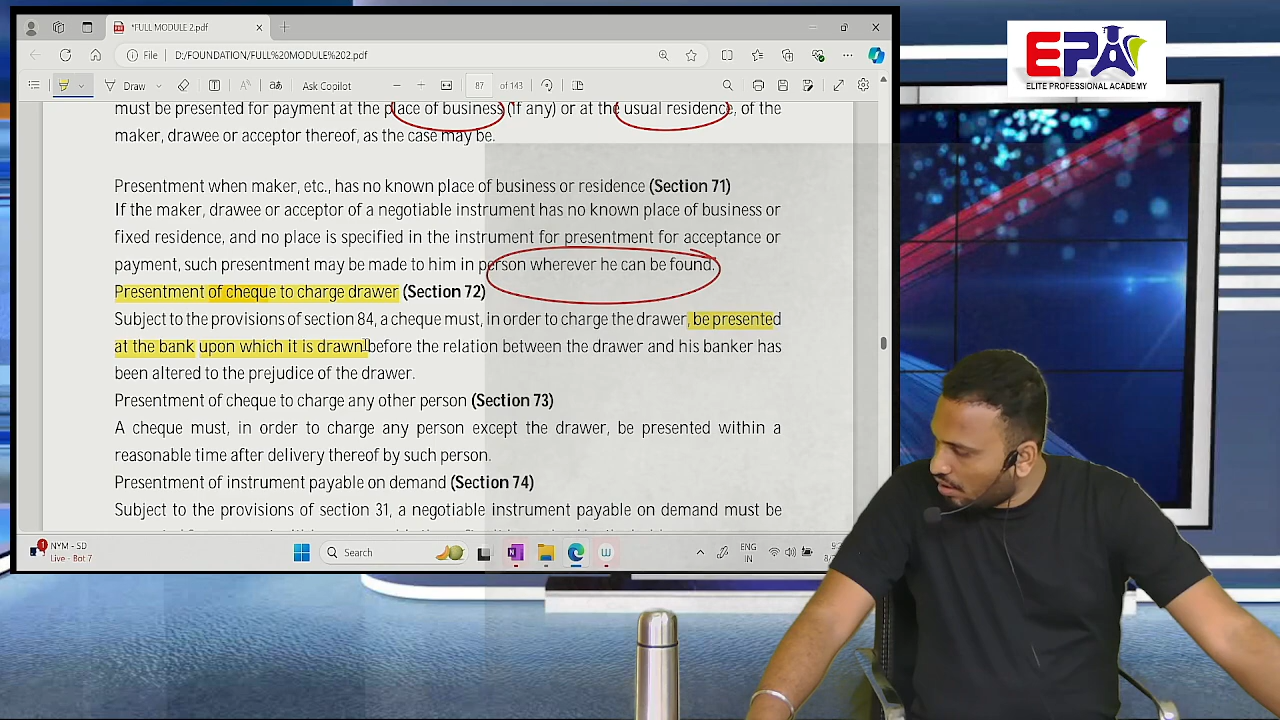 *FULL MODULE 2.pdf
File
Draw
Ask Copilot
87
of 143
must be presented for payment at the place of business (if any) or at the usual residence, of the
maker, drawee or acceptor thereof, as the case may be.
Presentment when maker, etc., has no known place of business or residence (Section 71)
If the maker, drawee or acceptor of a negotiable instrument has no known place of business or
fixed residence, and no place is specified in the instrument for presentment for acceptance or
payment, such presentment may be made to him in person wherever he can be found.
Presentment of cheque to charge drawer (Section 72)
Subject to the provisions of section 84, a cheque must, in order to charge the drawer, be presented
at the bank upon which it is drawn before the relation between the drawer and his banker has
been altered to the prejudice of the drawer.
Presentment of cheque to charge any other person (Section 73)
A cheque must, in order to charge any person except the drawer, be presented within a
reasonable time after delivery thereof by such person.
Presentment of instrument payable on demand (Section 74)
Subject to the provisions of section 31, a negotiable instrument payable on demand must be
NYM - SD
Live - Bot 7
Search
ENG
IN
EPA
ELITE PROFESSIONAL ACADEMY